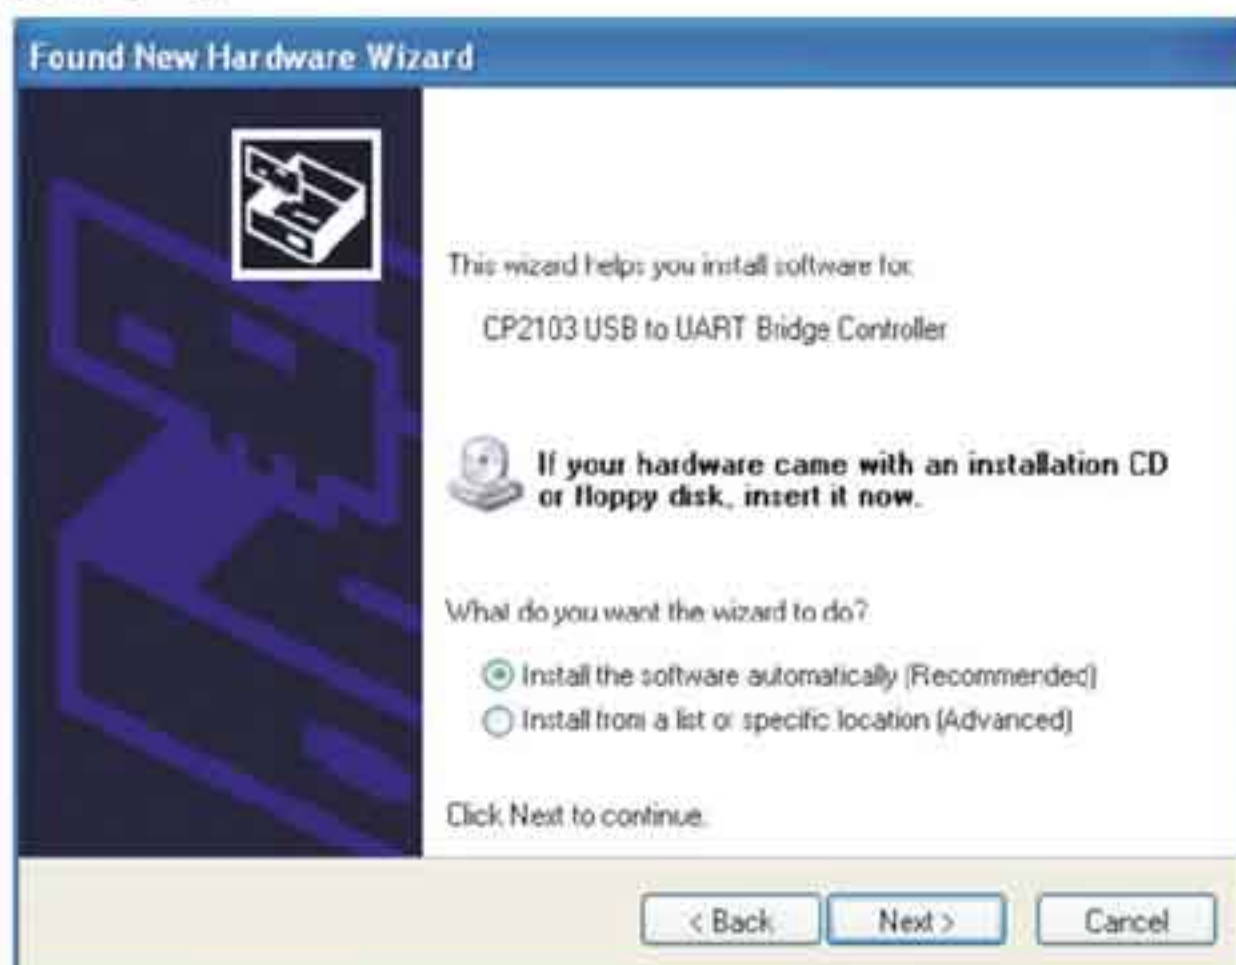 Found New Hardware Wizard
This wizard helps you install software for:
CP2103 USB to UART Bridge Controller
If your hardware came with an installation CD
or floppy disk, insert it now.
What do you want the wizard to do?
Install the software automatically (Recommended)
Install from a list or specific location (Advanced)
Click Next to continue.
< Back
Next >
Cancel